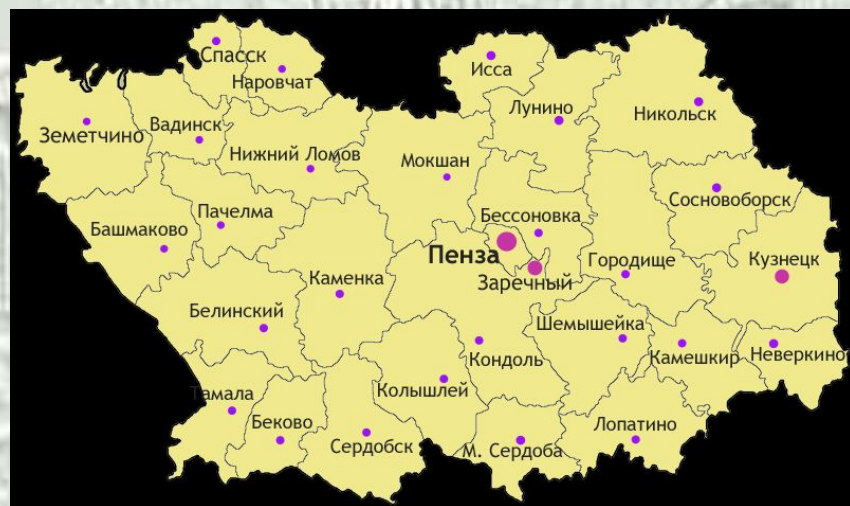 Спасск
Наровчат
Исса
Лунино
Никольск
Земетчино
Вадинск
Нижний Ломов
Мокшан
Сосновоборск
Башмаково
Пачелма
Бессоновка
Пенза
Заречный
Городище
Кузнецк
Каменка
Белинский
Шемышейка
Кондоль
Камешкир
Неверкино
Тамала
Беково
Колышлей
Сердобск
М. Сердоба
Лопатино